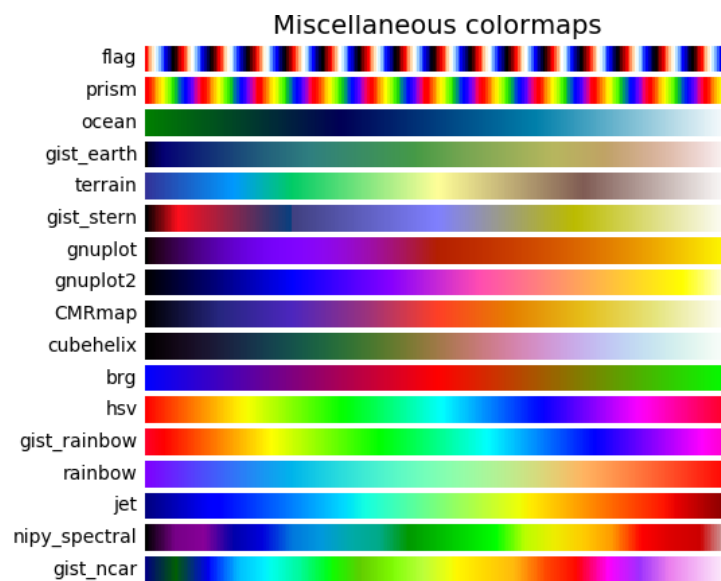 Miscellaneous colormaps
flag
prism
ocean
gist_earth
terrain
gist_stern
gnuplot
gnuplot2
CMRmap
cubehelix
brg
hsv
gist_rainbow
rainbow
jet
nipy_spectral
gist_ncar